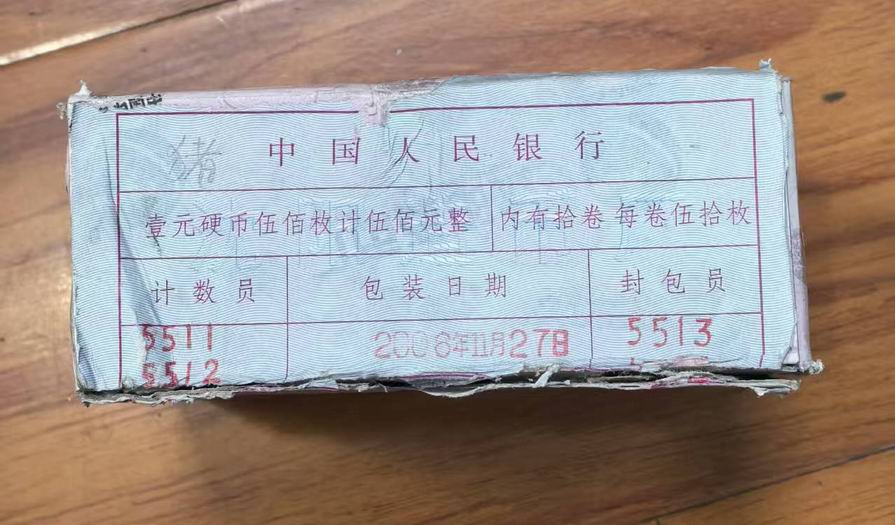 猪
中国人民银行
壹元硬币伍佰枚计伍佰元整 内有拾卷 每卷伍拾枚
计数员 包装日期 封包员
5511 2006年11月27日 5513
5512